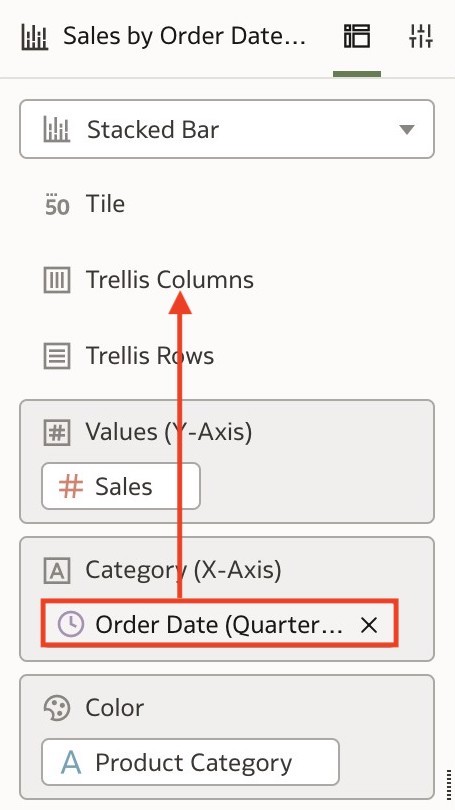 Sales by Order Date...
Stacked Bar
50 Tile
Trellis Columns
Trellis Rows
# Values (Y-Axis)
# Sales
A Category (X-Axis)
Order Date (Quarter...
Color
A Product Category